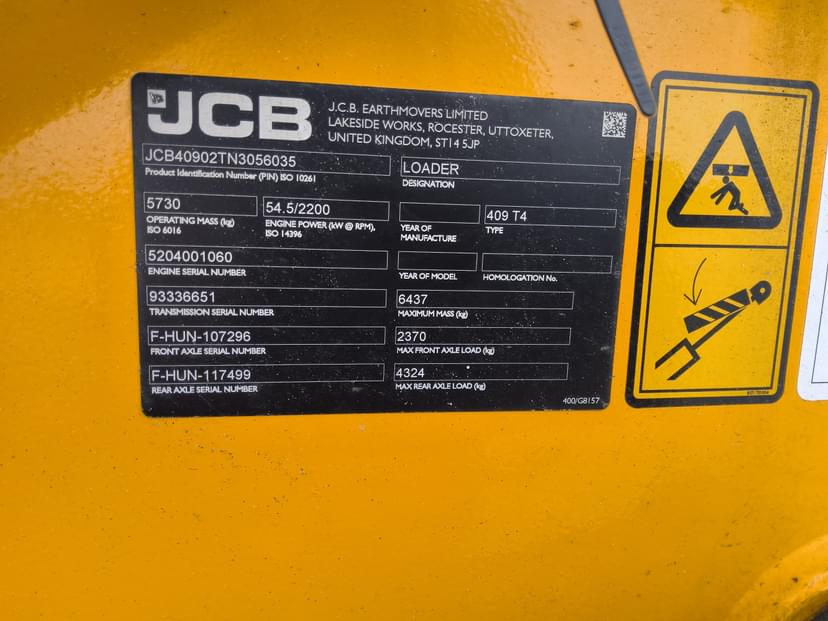 JCB
J.C.B. EARTHMOVERS LIMITED
LAKESIDE WORKS, ROCESTER, UTTOXETER,
UNITED KINGDOM, ST14 5JP
JCB40902TN3056035
Product Identification Number (PIN) ISO 10261
LOADER
DESIGNATION
5730
OPERATING MASS (kg)
ISO 6016
54.5/2200
ENGINE POWER (kW @ RPM),
ISO 14396
YEAR OF
MANUFACTURE
409 T4
TYPE
5204001060
ENGINE SERIAL NUMBER
YEAR OF MODEL
HOMOLOGATION No.
93336651
TRANSMISSION SERIAL NUMBER
6437
MAXIMUM MASS (kg)
F-HUN-107296
FRONT AXLE SERIAL NUMBER
2370
MAX FRONT AXLE LOAD (kg)
F-HUN-117499
REAR AXLE SERIAL NUMBER
4324
MAX REAR AXLE LOAD (kg)
400/G8157